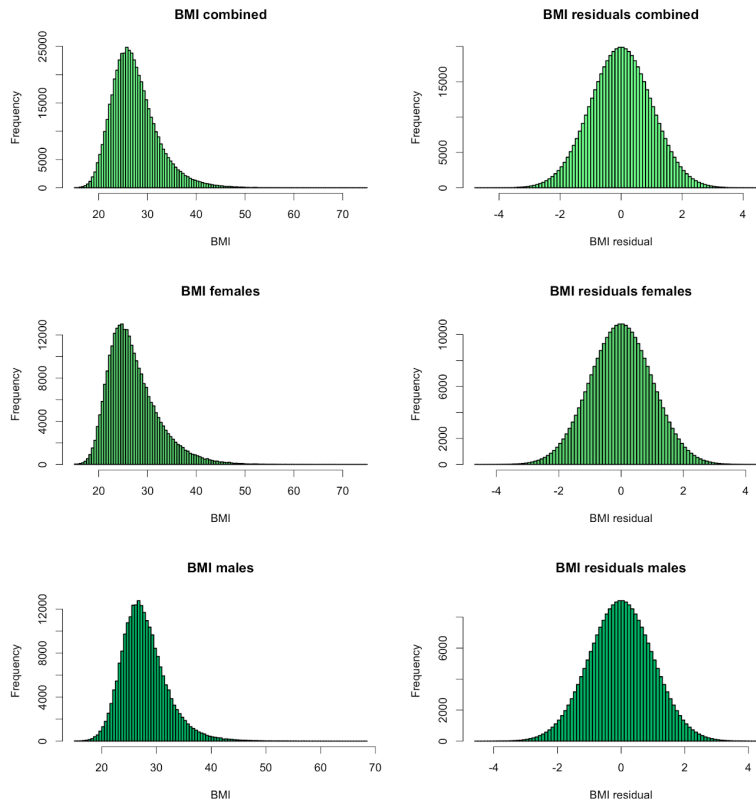 BMI combined
Frequency
0 5000 15000 25000
20 30 40 50 60 70
BMI
BMI residuals combined
Frequency
0 5000 15000
-4 -2 0 2 4
BMI residual
BMI females
Frequency
0 4000 8000 12000
20 30 40 50 60 70
BMI
BMI residuals females
Frequency
0 2000 6000 10000
-4 -2 0 2 4
BMI residual
BMI males
Frequency
0 4000 8000 12000
20 30 40 50 60 70
BMI
BMI residuals males
Frequency
0 2000 6000
-4 -2 0 2 4
BMI residual